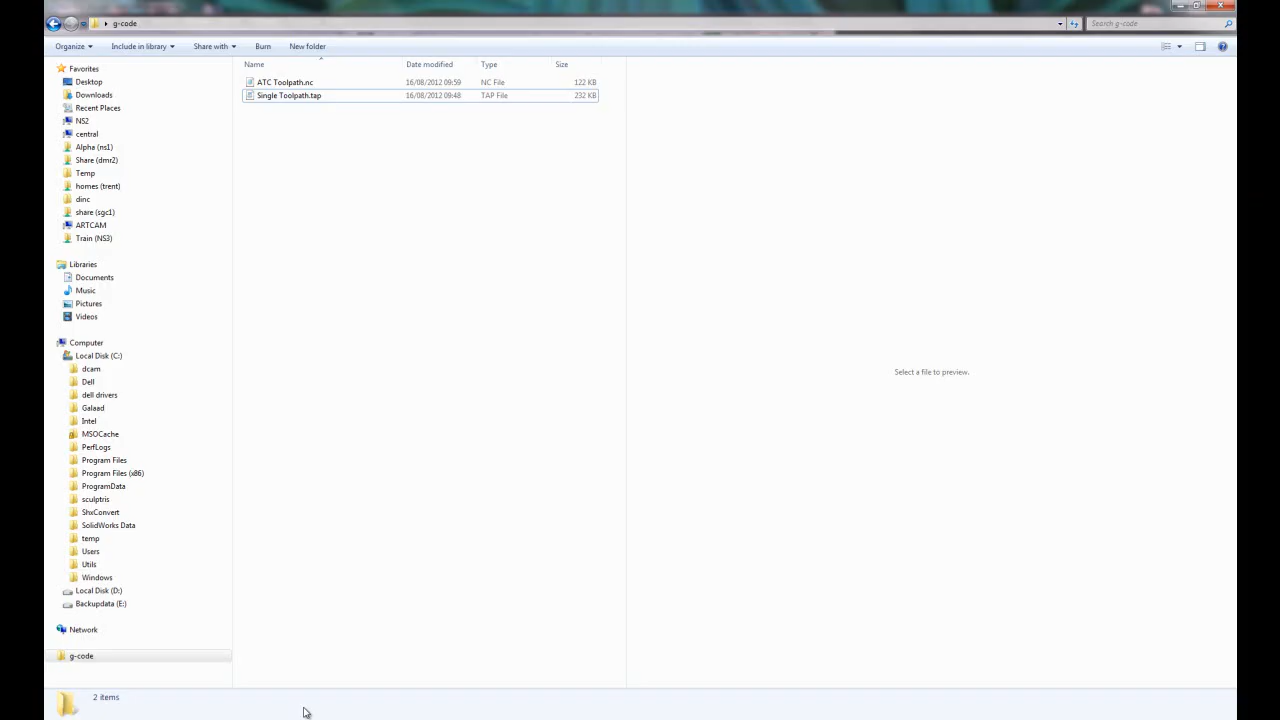 g-code
Search g-code
Organize Include in library Share with Burn New folder
Name Date modified Type Size
ATC Toolpath.nc 16/08/2012 09:59 NC File 122 KB
Single Toolpath.tap 16/08/2012 09:48 TAP File 232 KB
Favorites
Desktop
Downloads
Recent Places
NS2
central
Alpha (ns1)
Share (dmr2)
Temp
homes (trent)
dinc
share (sgc1)
ARTCAM
Train (NS3)
Libraries
Documents
Music
Pictures
Videos
Computer
Local Disk (C:)
dcam
Dell
dell drivers
Galaad
Intel
MSOCache
PerfLogs
Program Files
Program Files (x86)
ProgramData
sculptris
ShxConvert
SolidWorks Data
temp
Users
Utils
Windows
Local Disk (D:)
Backupdata (E:)
Network
g-code
Select a file to preview.
2 items